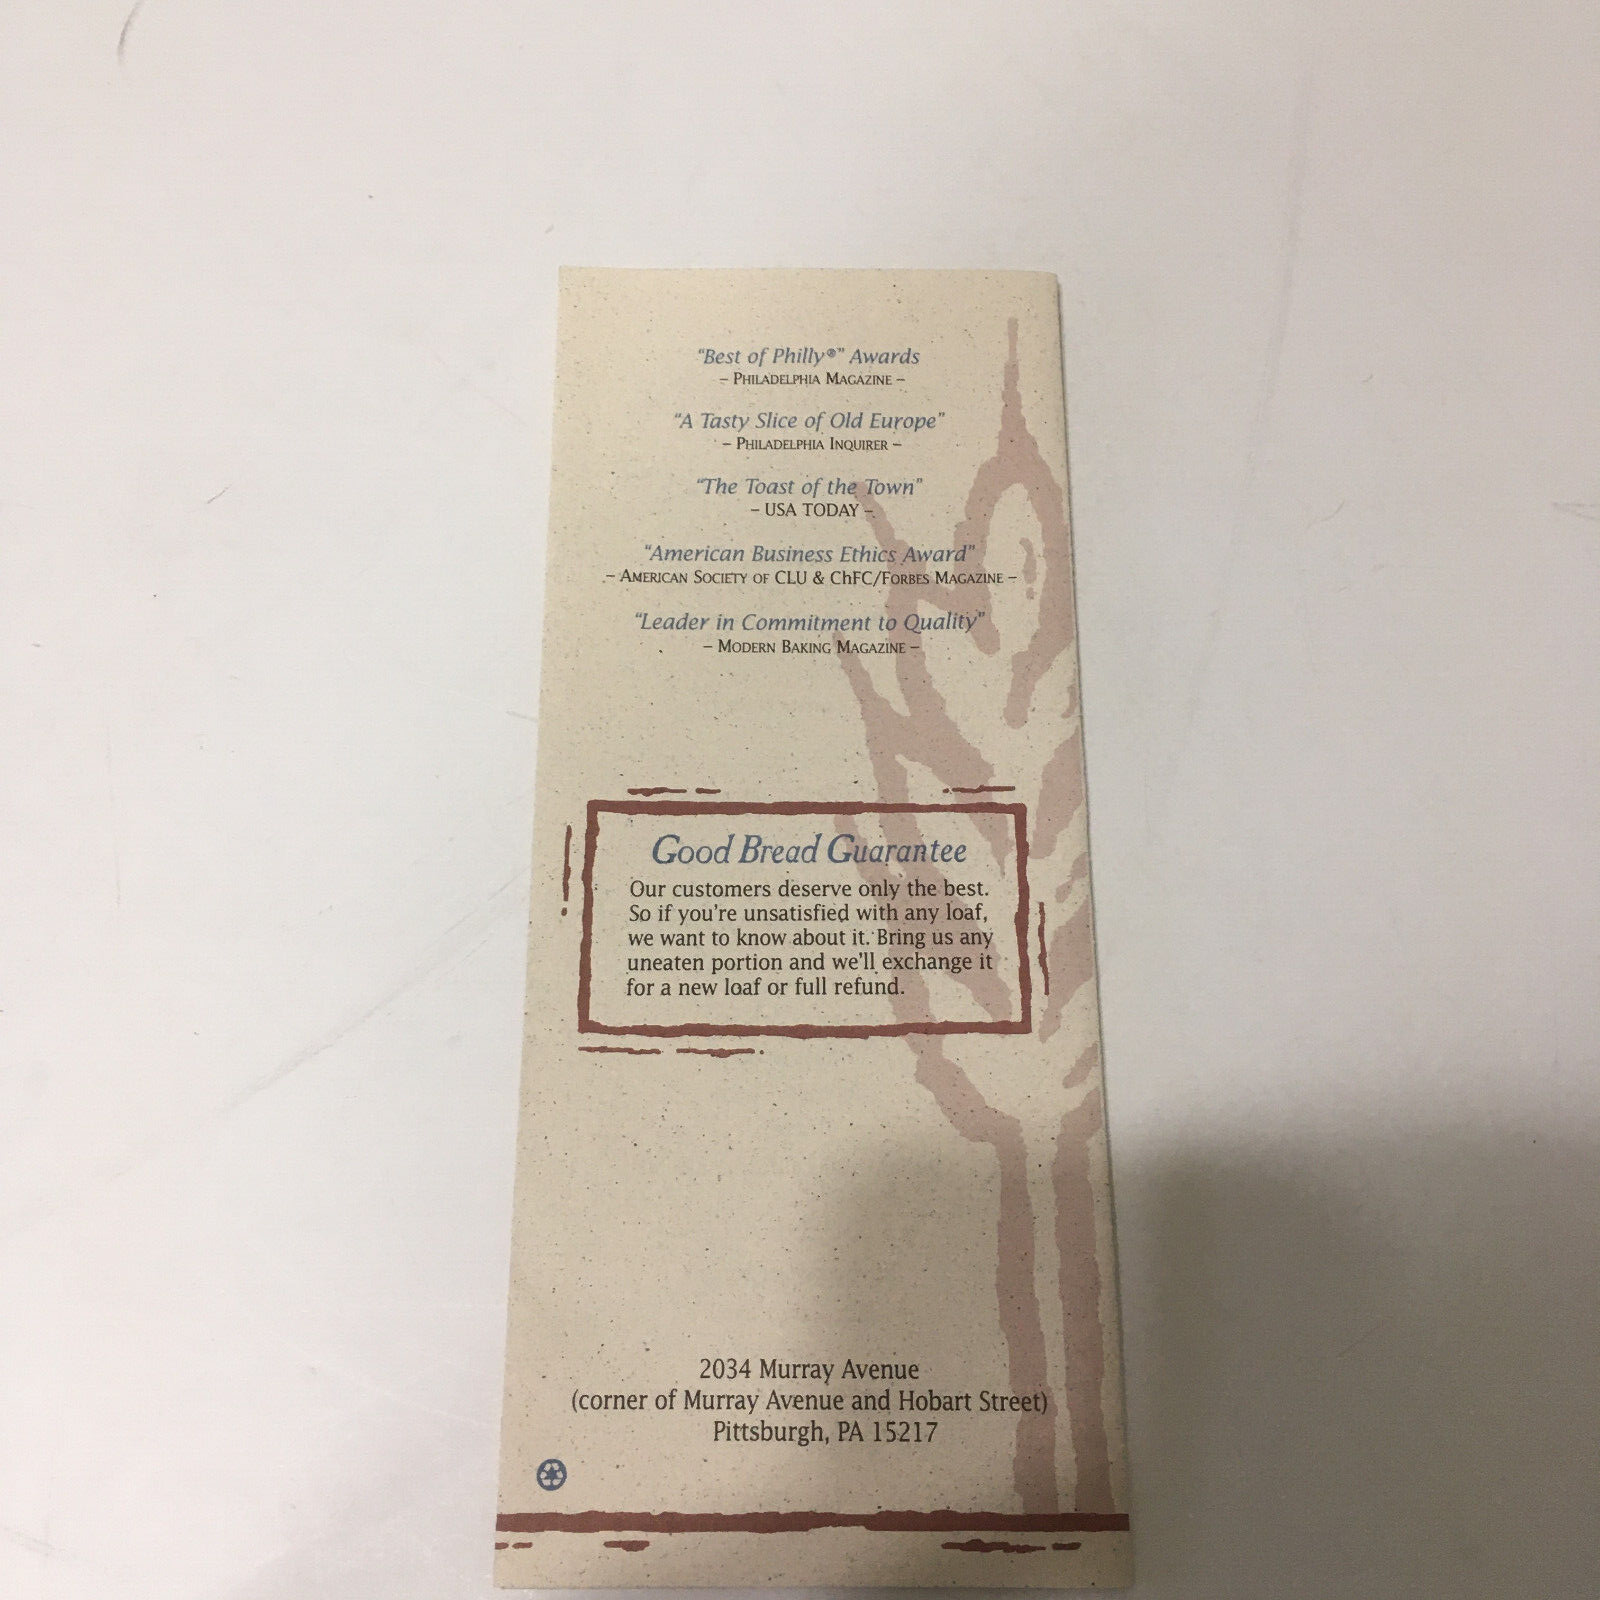 “Best of Philly®” Awards
– Philadelphia Magazine –
“A Tasty Slice of Old Europe”
– Philadelphia Inquirer –
“The Toast of the Town”
– USA TODAY –
“American Business Ethics Award”
– American Society of CLU & ChFC/Forbes Magazine –
“Leader in Commitment to Quality”
– Modern Baking Magazine –
Good Bread Guarantee
Our customers deserve only the best.
So if you're unsatisfied with any loaf,
we want to know about it. Bring us any
uneaten portion and we'll exchange it
for a new loaf or full refund.
2034 Murray Avenue
(corner of Murray Avenue and Hobart Street)
Pittsburgh, PA 15217